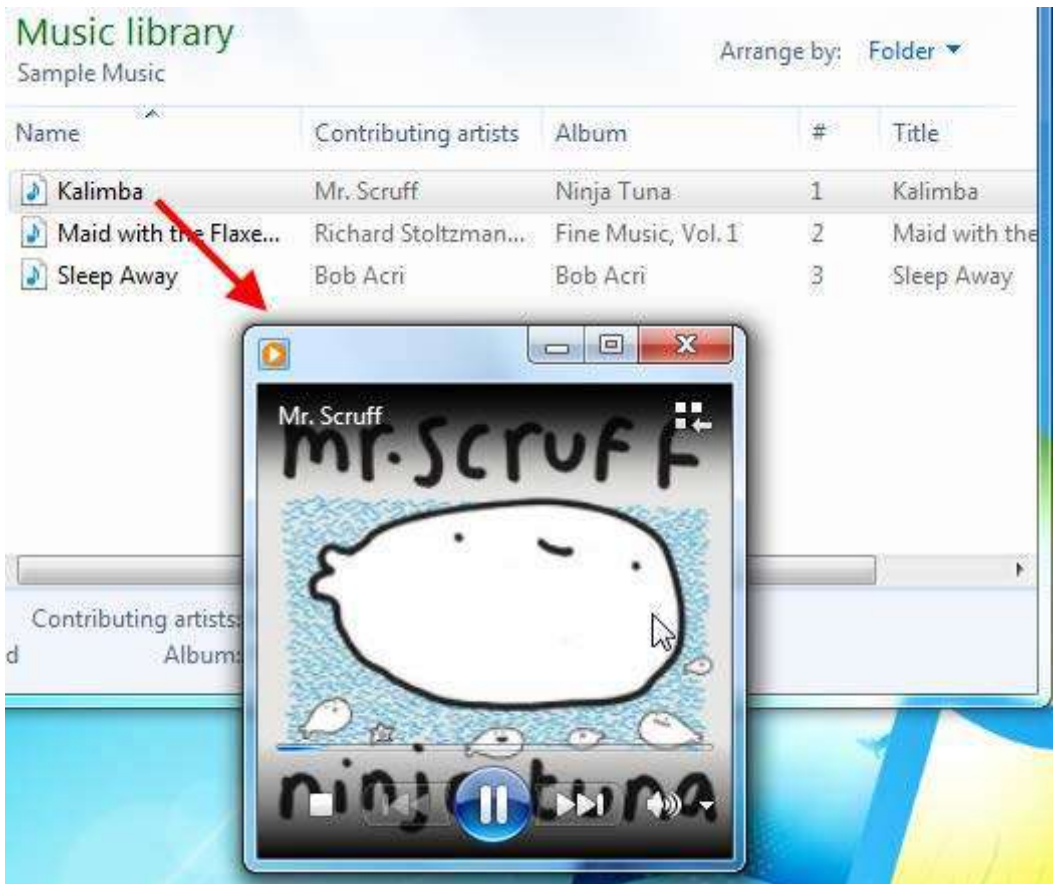 Music library
Sample Music
Arrange by: Folder
Name Contributing artists Album # Title
Kalimba Mr. Scruff Ninja Tuna 1 Kalimba
Maid with the Flaxe... Richard Stoltzman... Fine Music, Vol. 1 2 Maid with the
Sleep Away Bob Acri Bob Acri 3 Sleep Away
Mr. Scruff
mr.scruff
Contributing artists:
d Album:
ninja tuna